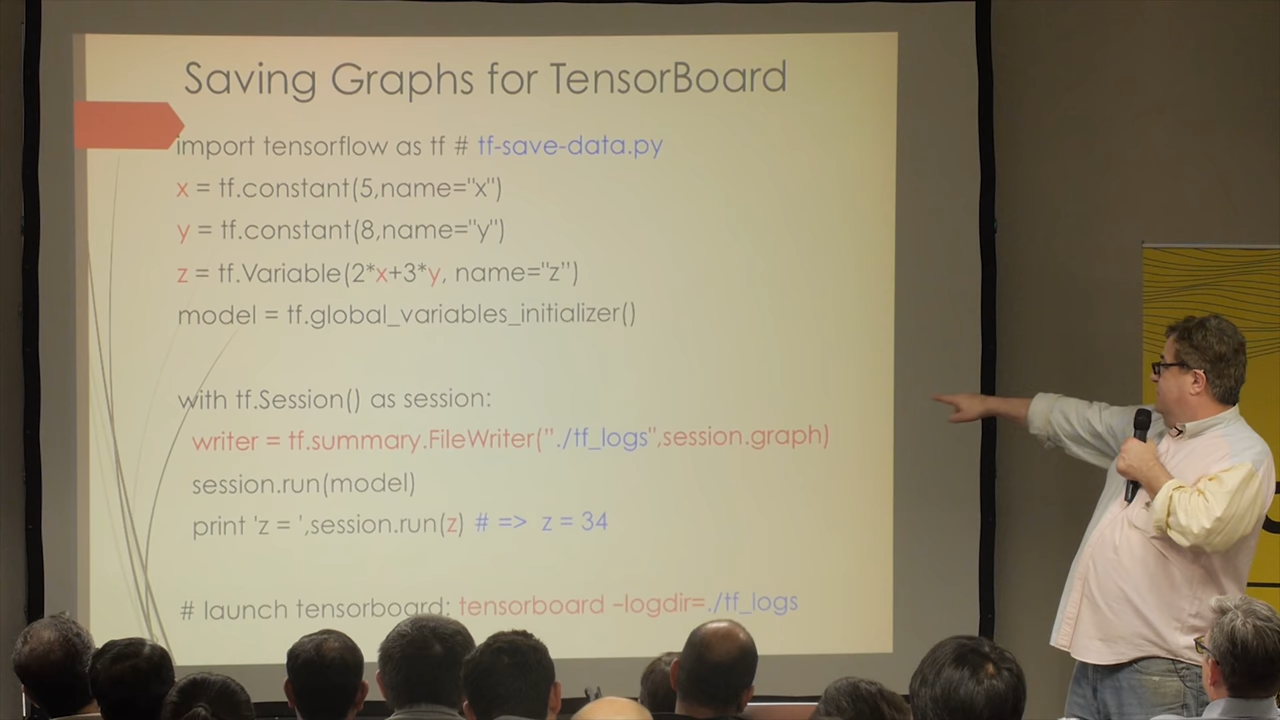 Saving Graphs for TensorBoard
import tensorflow as tf # tf-save-data.py
x = tf.constant(5,name="x")
y = tf.constant(8,name="y")
z = tf.Variable(2*x+3*y, name="z”)
model = tf.global_variables_initializer()
with tf.Session() as session:
writer = tf.summary.FileWriter("./tf_logs",session.graph)
session.run(model)
print 'z = ',session.run(z) # => z = 34
# launch tensorboard: tensorboard –logdir=./tf_logs